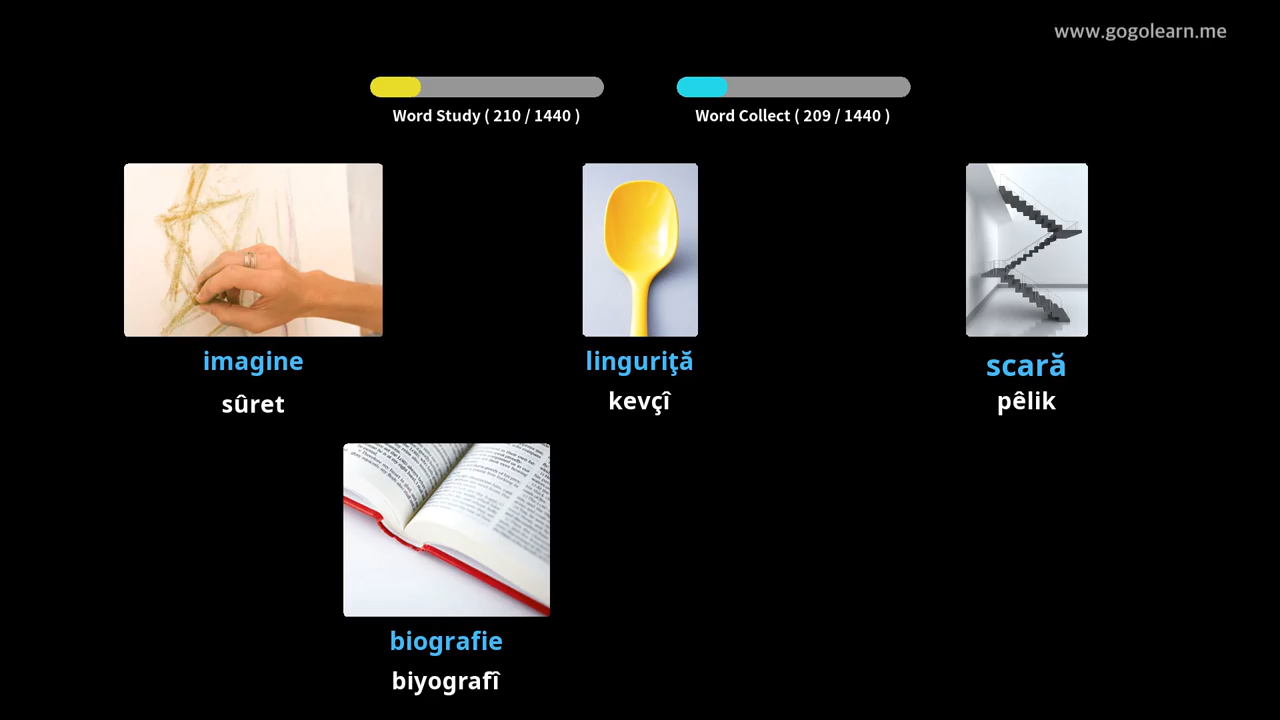 www.gogolearn.me
Word Study ( 210 / 1440 )
Word Collect ( 209 / 1440 )
imagine
sûret
linguriţă
kevçî
scară
pêlik
biografie
biyografî